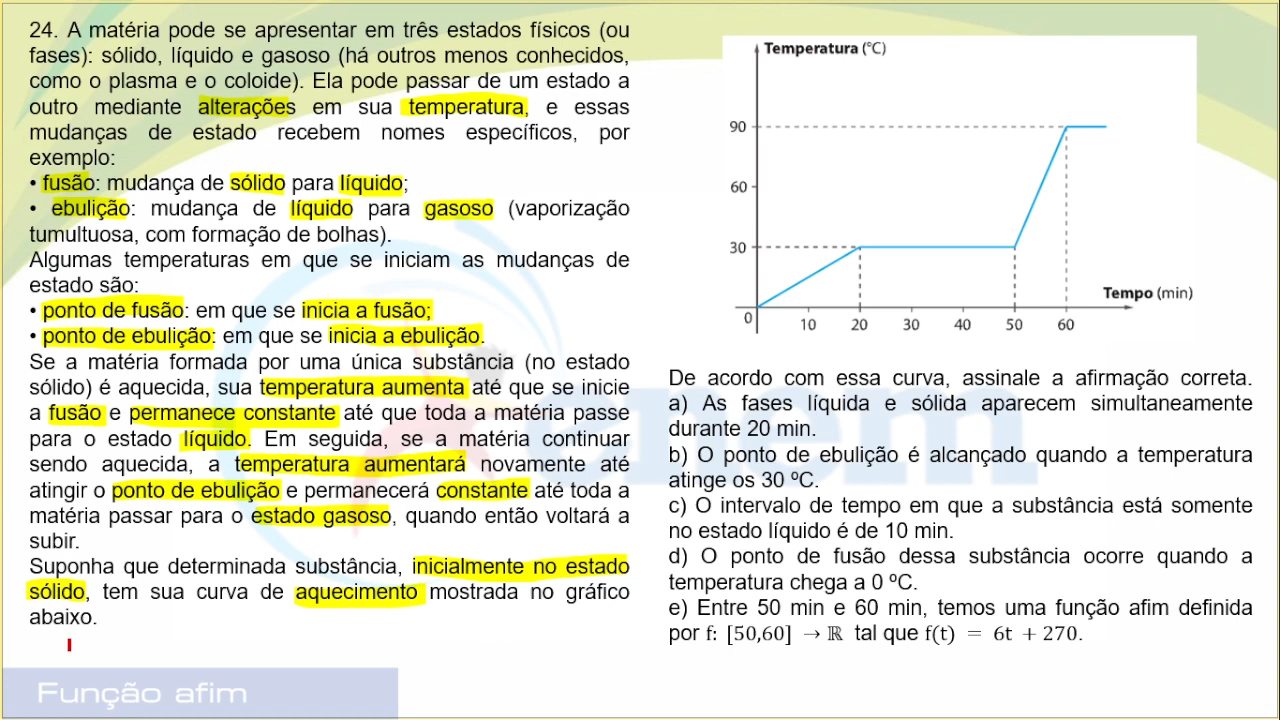 24. A matéria pode se apresentar em três estados físicos (ou
fases): sólido, líquido e gasoso (há outros menos conhecidos,
como o plasma e o coloide). Ela pode passar de um estado a
outro mediante alterações em sua temperatura, e essas
mudanças de estado recebem nomes específicos, por
exemplo:
• fusão: mudança de sólido para líquido;
• ebulição: mudança de líquido para gasoso (vaporização
tumultuosa, com formação de bolhas).
Algumas temperaturas em que se iniciam as mudanças de
estado são:
• ponto de fusão: em que se inicia a fusão;
• ponto de ebulição: em que se inicia a ebulição.
Se a matéria formada por uma única substância (no estado
sólido) é aquecida, sua temperatura aumenta até que se inicie
a fusão e permanece constante até que toda a matéria passe
para o estado líquido. Em seguida, se a matéria continuar
sendo aquecida, a temperatura aumentará novamente até
atingir o ponto de ebulição e permanecerá constante até toda a
matéria passar para o estado gasoso, quando então voltará a
subir.
Suponha que determinada substância, inicialmente no estado
sólido, tem sua curva de aquecimento mostrada no gráfico
abaixo.
Função afim
Temperatura (°C)
90
60
30
Tempo (min)
0 10 20 30 40 50 60
De acordo com essa curva, assinale a afirmação correta.
a) As fases líquida e sólida aparecem simultaneamente
durante 20 min.
b) O ponto de ebulição é alcançado quando a temperatura
atinge os 30 ºC.
c) O intervalo de tempo em que a substância está somente
no estado líquido é de 10 min.
d) O ponto de fusão dessa substância ocorre quando a
temperatura chega a 0 ºC.
e) Entre 50 min e 60 min, temos uma função afim definida
por f: [50,60] → ℝ tal que f(t) = 6t + 270.
enem